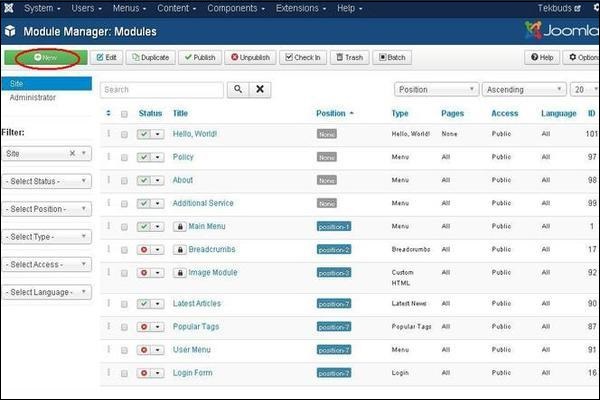 System Users Menus Content Components Extensions Help Tekbuds
Module Manager: Modules Joomla
New Edit Duplicate Publish Unpublish Check In Trash Batch Help Options
Site
Administrator
Filter:
Site
- Select Status -
- Select Position -
- Select Type -
- Select Access -
- Select Language -
Search Position Ascending 20
Status Title Position Type Pages Access Language ID
Hello, World! None Hello, World! None Public All 101
Policy None Menu All Public All 97
About None Menu All Public All 98
Additional Service None Menu All Public All 99
Main Menu position-1 Menu All Public All 1
Breadcrumbs position-2 Breadcrumbs All Public All 17
Image Module position-3 Custom HTML All Public All 92
Latest Articles position-7 Latest News All Public All 90
Popular Tags position-7 Popular Tags All Public All 87
User Menu position-7 Menu All Public All 91
Login Form position-7 Login All Public All 16